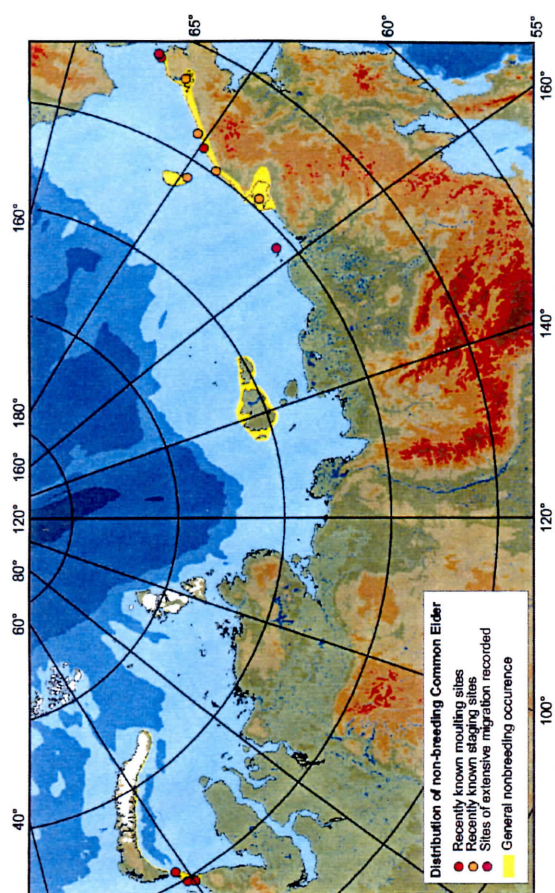 40°
60°
80°
120°
160°
180°
160°
65°
60°
55°
160°
140°
120°
100°
Distribution of non-breeding Common Eider
Recently known moulting sites
Recently known staging sites
Sites of extensive migration recorded
General nonbreeding occurence